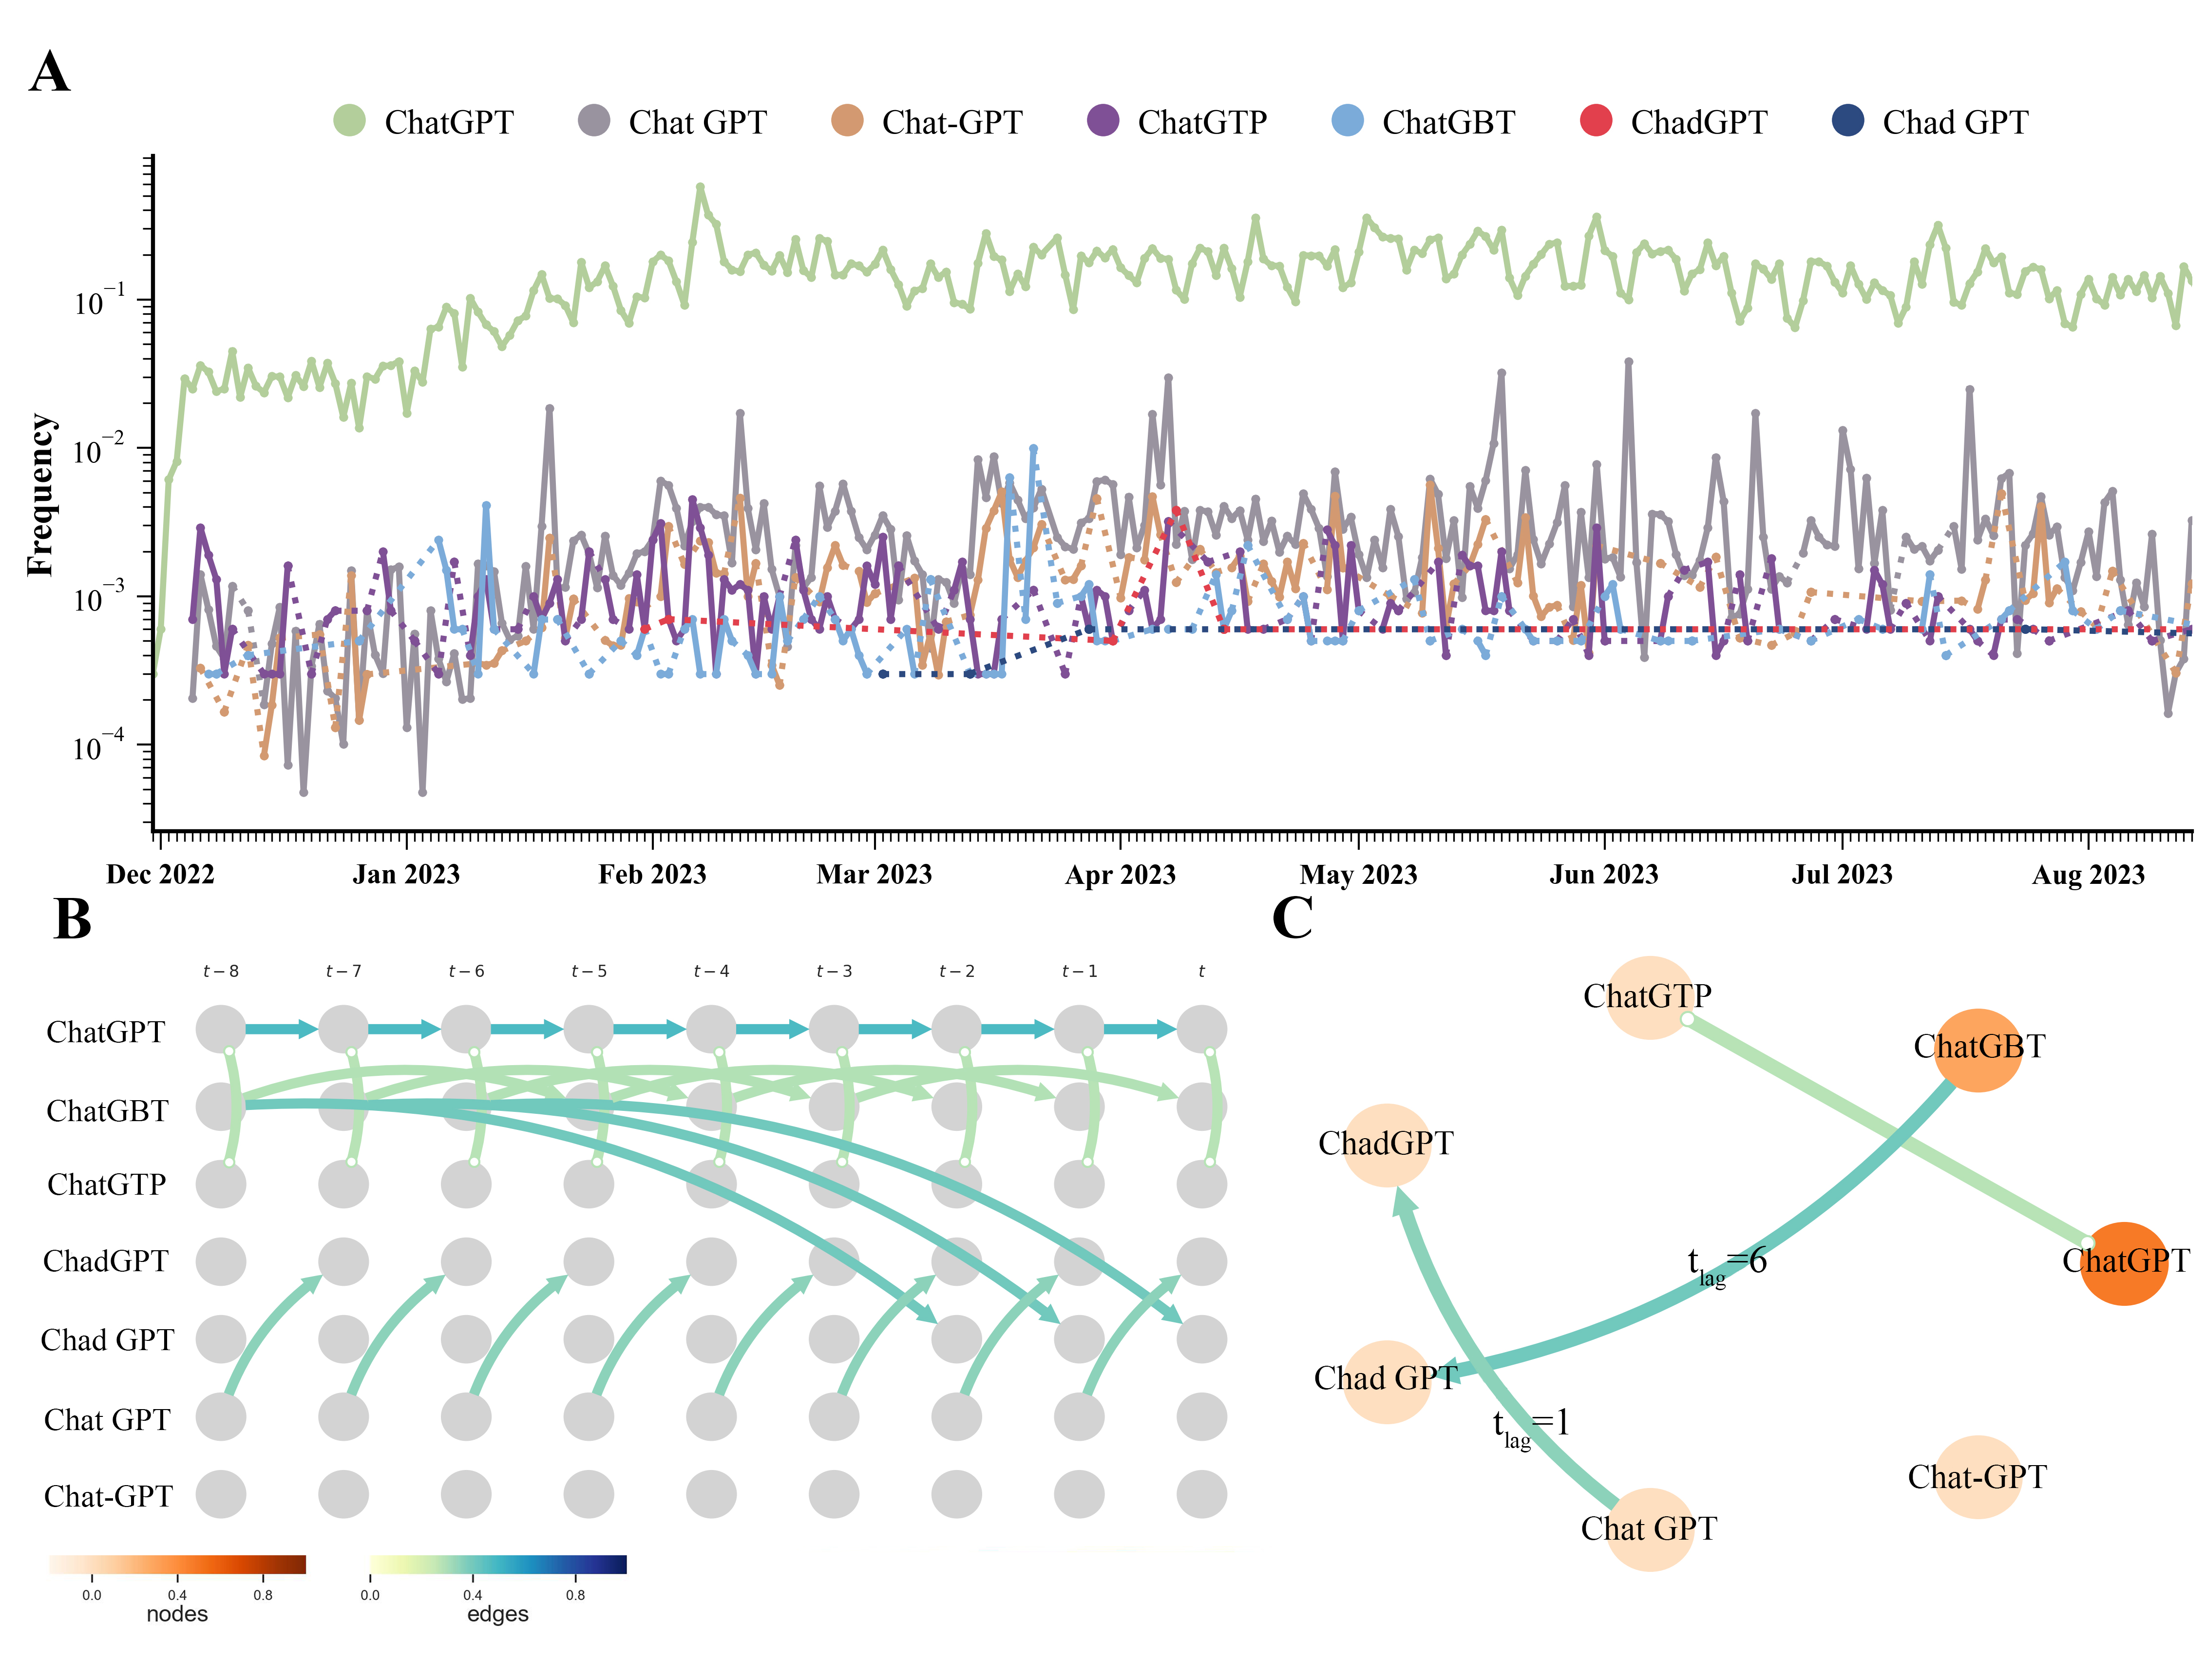 A
ChatGPT Chat GPT Chat-GPT ChatGTP ChatGBT ChadGPT Chad GPT
Frequency
10⁻¹
10⁻²
10⁻³
10⁻⁴
Dec 2022 Jan 2023 Feb 2023 Mar 2023 Apr 2023 May 2023 Jun 2023 Jul 2023 Aug 2023
B
t − 8 t − 7 t − 6 t − 5 t − 4 t − 3 t − 2 t − 1 t
ChatGPT
ChatGBT
ChatGTP
ChadGPT
Chad GPT
Chat GPT
Chat-GPT
0.0 0.4 0.8
nodes
0.0 0.4 0.8
edges
C
ChatGTP
ChatGBT
ChadGPT
t_lag=6
ChatGPT
Chad GPT
t_lag=1
Chat-GPT
Chat GPT